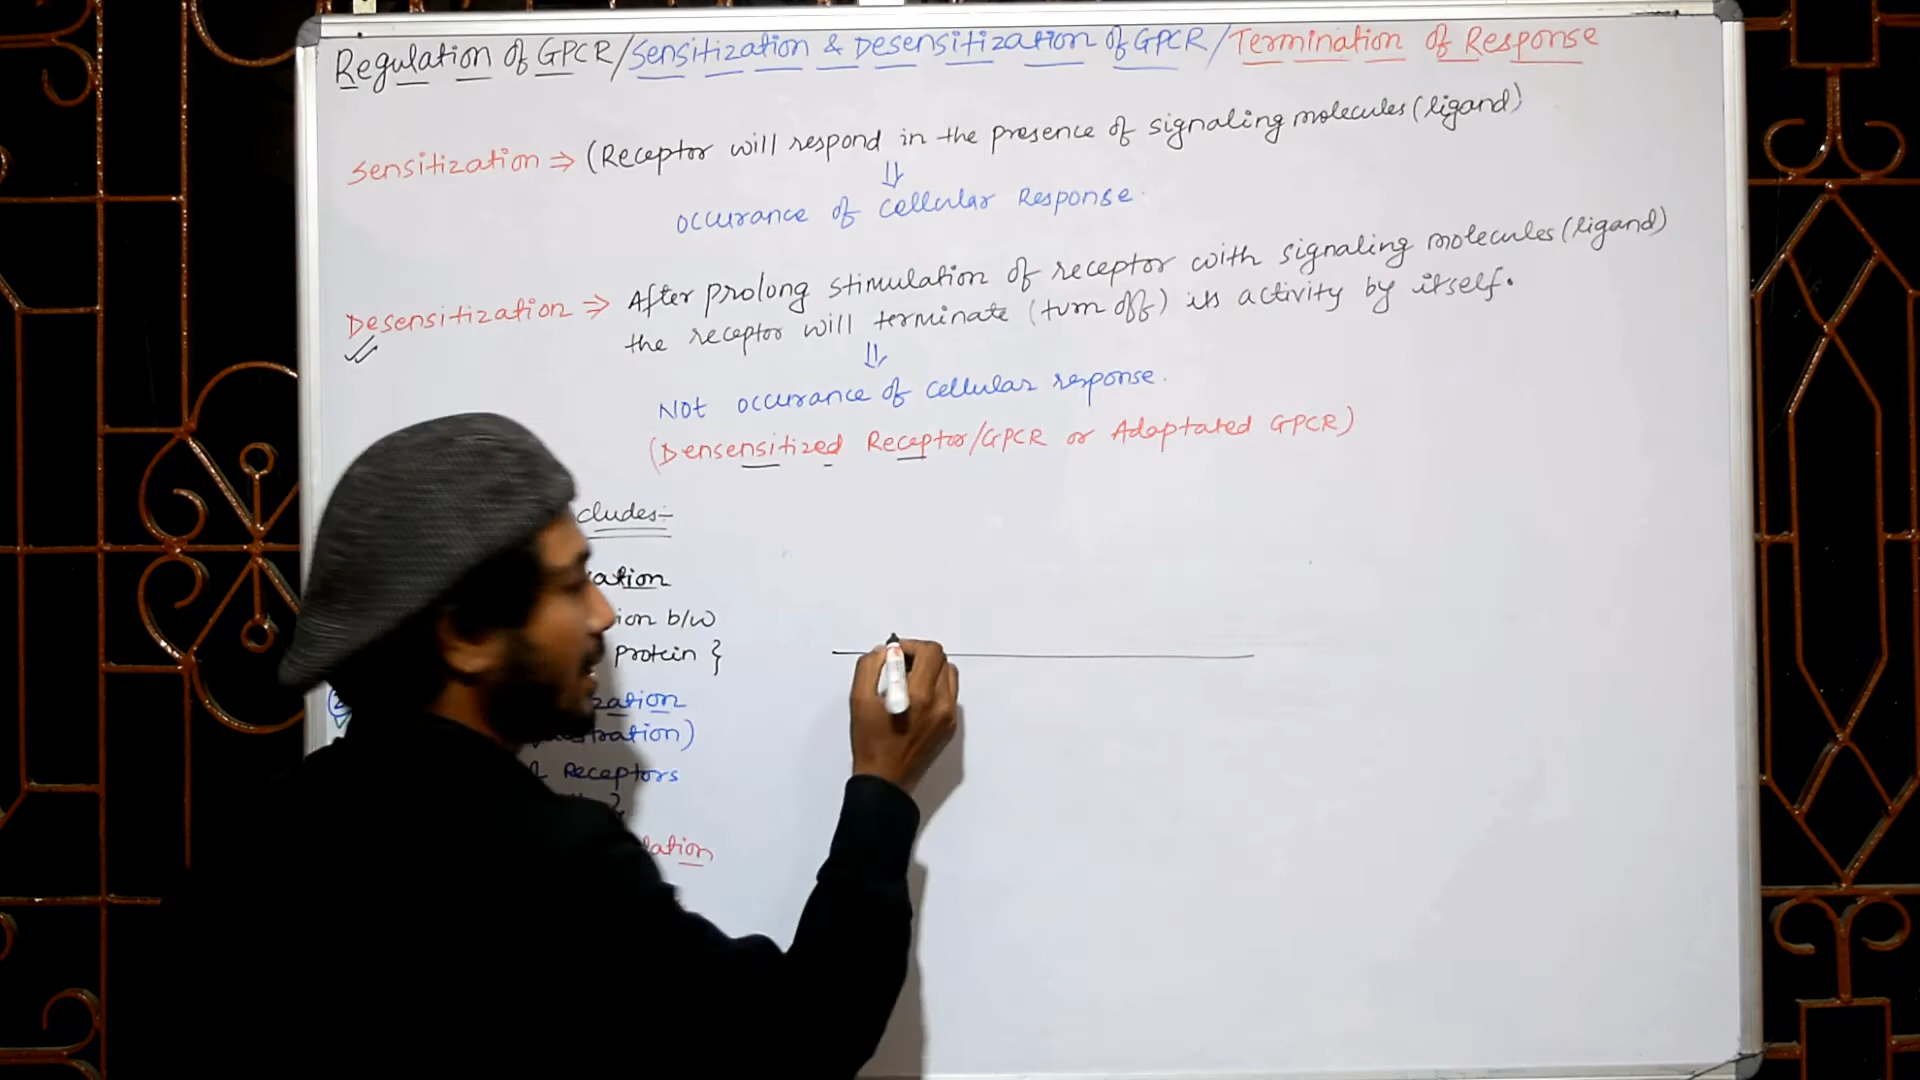 Regulation of GPCR/Sensitization & Desensitization of GPCR/Termination of Response
Sensitization ⇒ (Receptor will respond in the presence of signaling molecules (ligand)
⇓
occurance of cellular Response.
Desensitization ⇒ After prolong stimulation of receptor with signaling molecules (ligand)
the receptor will terminate (turn off) its activity by itself.
⇓
Not occurance of cellular response.
(Densensitized Receptor/GPCR or Adaptated GPCR)
cludes:-
ation
ion b/w
protein }
zation
ration)
Receptors
lation